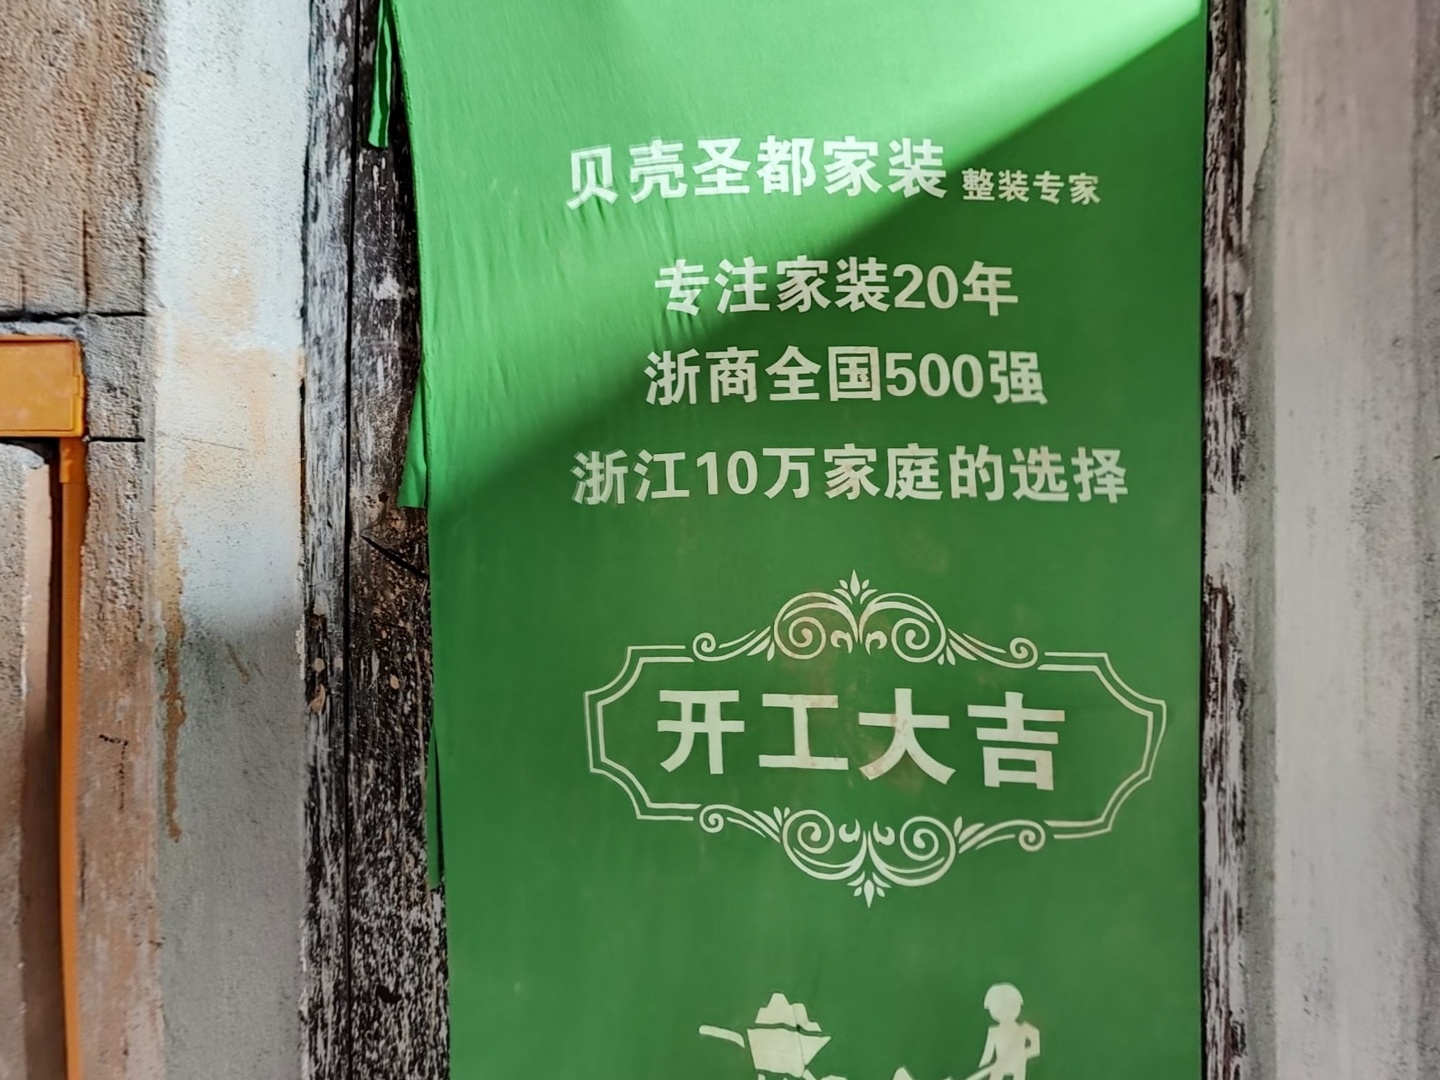 贝壳圣都家装 整装专家
专注家装20年
浙商全国500强
浙江10万家庭的选择
开工大吉